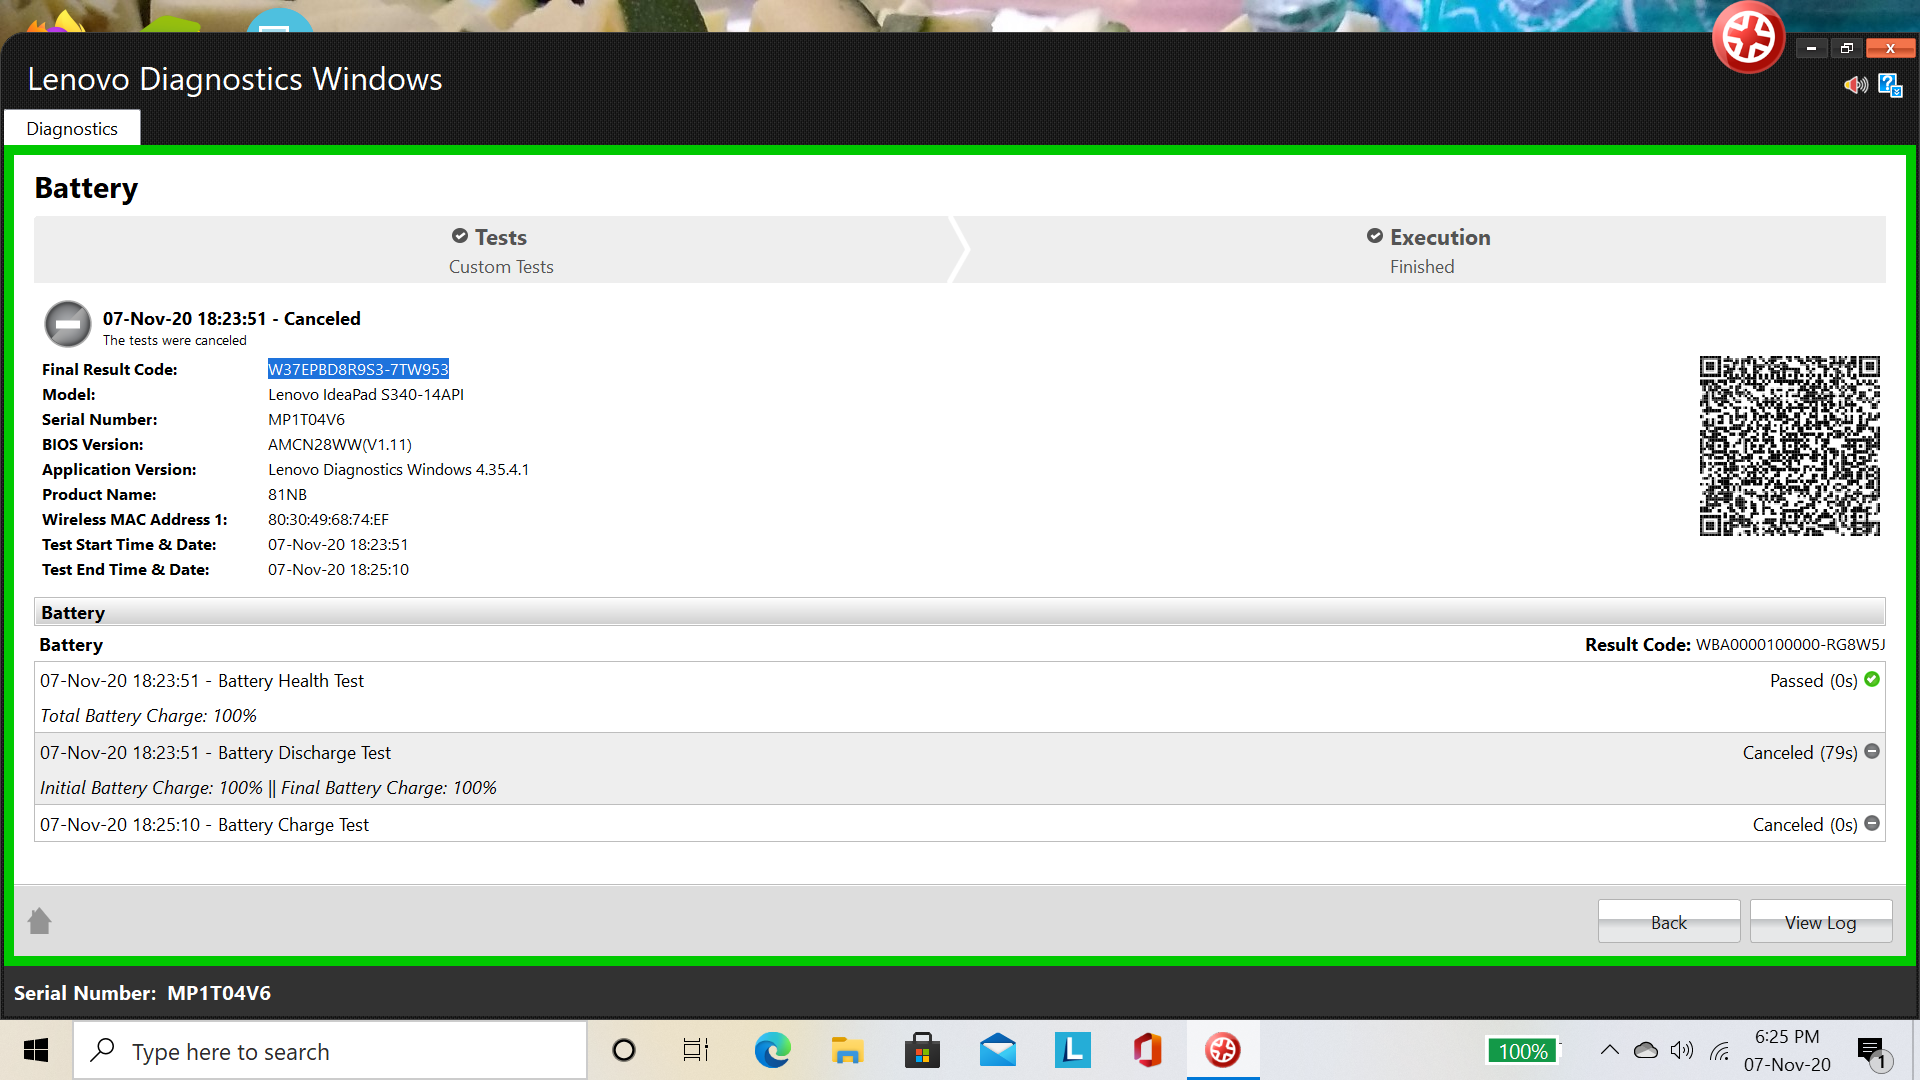 Lenovo Diagnostics Windows
Diagnostics
Battery
Tests
Custom Tests
Execution
Finished
07-Nov-20 18:23:51 - Canceled
The tests were canceled
Final Result Code: W37EPBD8R9S3-7TW953
Model: Lenovo IdeaPad S340-14API
Serial Number: MP1T04V6
BIOS Version: AMCN28WW(V1.11)
Application Version: Lenovo Diagnostics Windows 4.35.4.1
Product Name: 81NB
Wireless MAC Address 1: 80:30:49:68:74:EF
Test Start Time & Date: 07-Nov-20 18:23:51
Test End Time & Date: 07-Nov-20 18:25:10
Battery
Battery Result Code: WBA0000100000-RG8W5J
07-Nov-20 18:23:51 - Battery Health Test Passed (0s)
Total Battery Charge: 100%
07-Nov-20 18:23:51 - Battery Discharge Test Canceled (79s)
Initial Battery Charge: 100% || Final Battery Charge: 100%
07-Nov-20 18:25:10 - Battery Charge Test Canceled (0s)
Back View Log
Serial Number: MP1T04V6
Type here to search
L
100%
6:25 PM
07-Nov-20
1